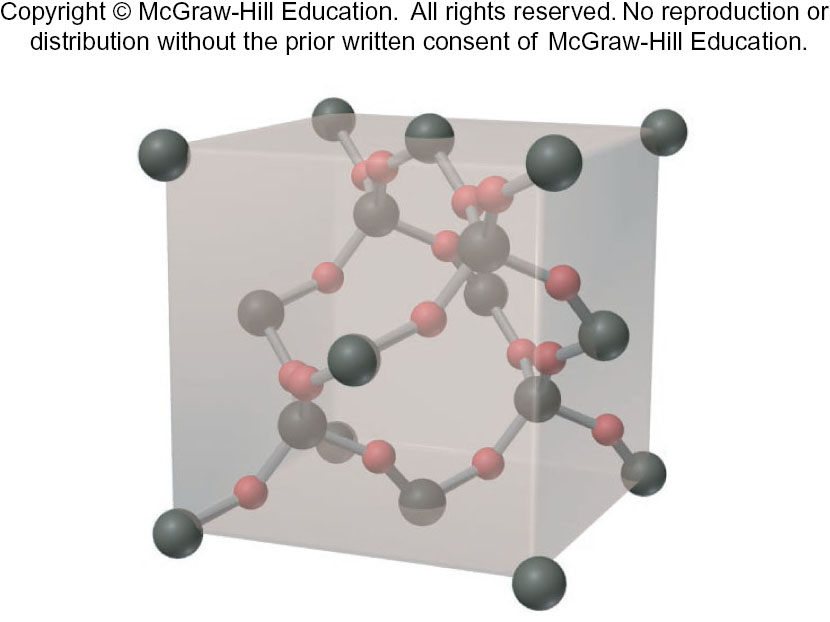 Copyright © McGraw-Hill Education.  All rights reserved. No reproduction or
distribution without the prior written consent of McGraw-Hill Education.